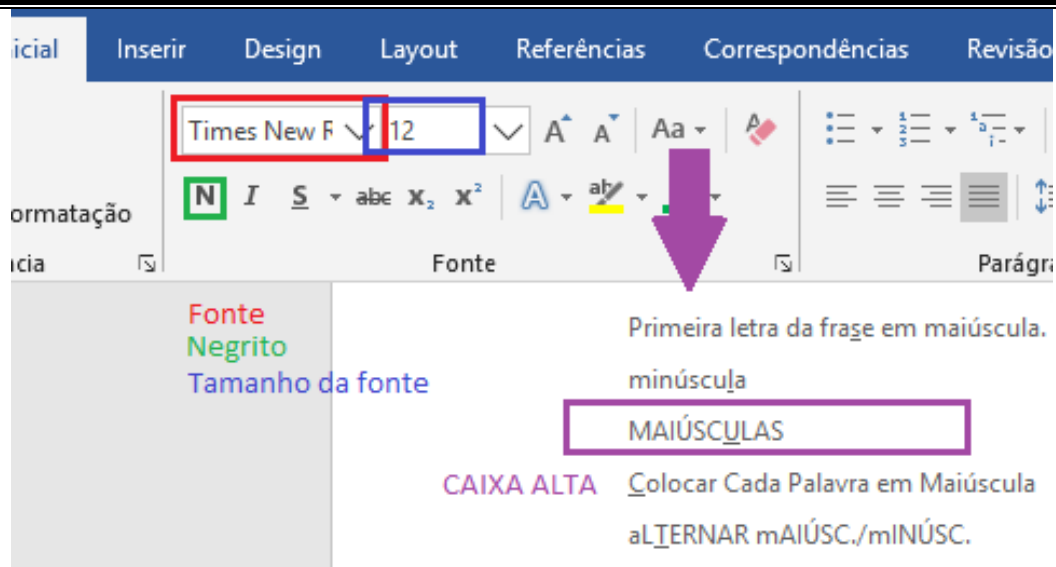 icial Inserir Design Layout Referências Correspondências Revisão
Times New R 12 A A Aa
N I S abc X₂ X² A ab
ormatação
ncia Fonte Parágra
Fonte
Negrito
Tamanho da fonte
Primeira letra da frase em maiúscula.
minúscula
MAIÚSCULAS
CAIXA ALTA Colocar Cada Palavra em Maiúscula
aLTERNAR mAIÚSC./mINÚSC.